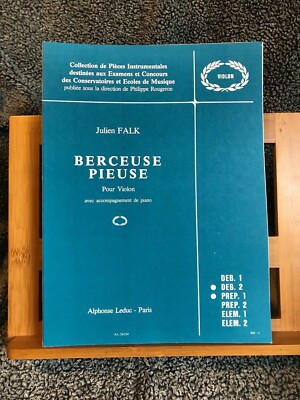 Collection de Pièces Instrumentales
destinées aux Examens et Concours
des Conservatoires et Ecoles de Musique
publiée sous la direction de Philippe Rougeron
VIOLON
Julien FALK
BERCEUSE
PIEUSE
Pour Violon
avec accompagnement de piano
DEB. 1
● DEB. 2
● PREP. 1
PREP. 2
ELEM. 1
ELEM. 2
Alphonse Leduc - Paris